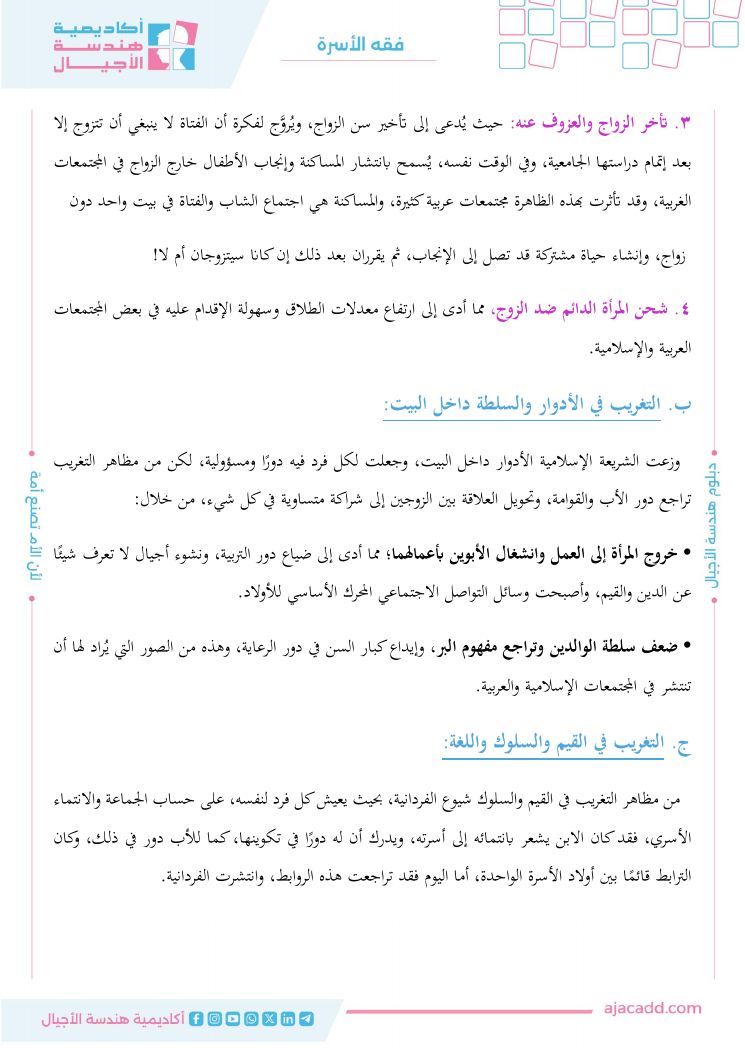 أكاديمية
هندسة
الأجيال
فقه الأسرة
٣. تأخر الزواج والعزوف عنه: حيث يُدعى إلى تأخير سن الزواج، ويُروَّج لفكرة أن الفتاة لا ينبغي أن تتزوج إلا
بعد إتمام دراستها الجامعية، وفي الوقت نفسه، يُسمح بانتشار المساكنة وإنجاب الأطفال خارج الزواج في المجتمعات
الغربية، وقد تأثرت بهذه الظاهرة مجتمعات عربية كثيرة، والمساكنة هي اجتماع الشاب والفتاة في بيت واحد دون
زواج، وإنشاء حياة مشتركة قد تصل إلى الإنجاب، ثم يقرران بعد ذلك إن كانا سيتزوجان أم لا!
٤. شحن المرأة الدائم ضد الزوج، مما أدى إلى ارتفاع معدلات الطلاق وسهولة الإقدام عليه في بعض المجتمعات
العربية والإسلامية.
ب. التغريب في الأدوار والسلطة داخل البيت:
وزعت الشريعة الإسلامية الأدوار داخل البيت، وجعلت لكل فرد فيه دورًا ومسؤولية، لكن من مظاهر التغريب
تراجع دور الأب والقوامة، وتحويل العلاقة بين الزوجين إلى شراكة متساوية في كل شيء، من خلال:
• خروج المرأة إلى العمل وانشغال الأبوين بأعمالهما؛ مما أدى إلى ضياع دور التربية، ونشوء أجيال لا تعرف شيئًا
عن الدين والقيم، وأصبحت وسائل التواصل الاجتماعي المحرك الأساسي للأولاد.
• ضعف سلطة الوالدين وتراجع مفهوم البر، وإيداع كبار السن في دور الرعاية، وهذه من الصور التي يُراد لها أن
تنتشر في المجتمعات الإسلامية والعربية.
ج. التغريب في القيم والسلوك واللغة:
من مظاهر التغريب في القيم والسلوك شيوع الفردانية، بحيث يعيش كل فرد لنفسه، على حساب الجماعة والانتماء
الأسري، فقد كان الابن يشعر بانتمائه إلى أسرته، ويدرك أن له دورًا في تكوينها، كما للأب دور في ذلك، وكان
الترابط قائمًا بين أولاد الأسرة الواحدة، أما اليوم فقد تراجعت هذه الروابط، وانتشرت الفردانية.
دبلوم هندسة الأجيال
لأن الأم تصنع أمة
أكاديمية هندسة الأجيال
ajacadd.com